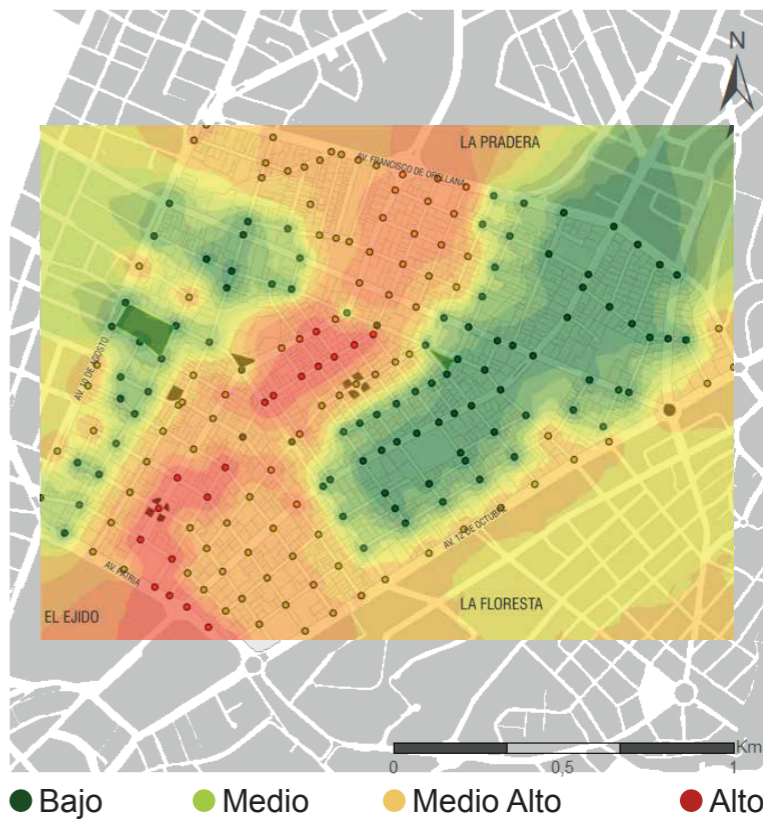 N
LA PRADERA
AV. FRANCISCO DE ORELLANA
AV. 10 DE AGOSTO
AV. 12 DE OCTUBRE
AV. PATRIA
EL EJIDO
LA FLORESTA
Km
0 0,5 1
Bajo Medio Medio Alto Alto